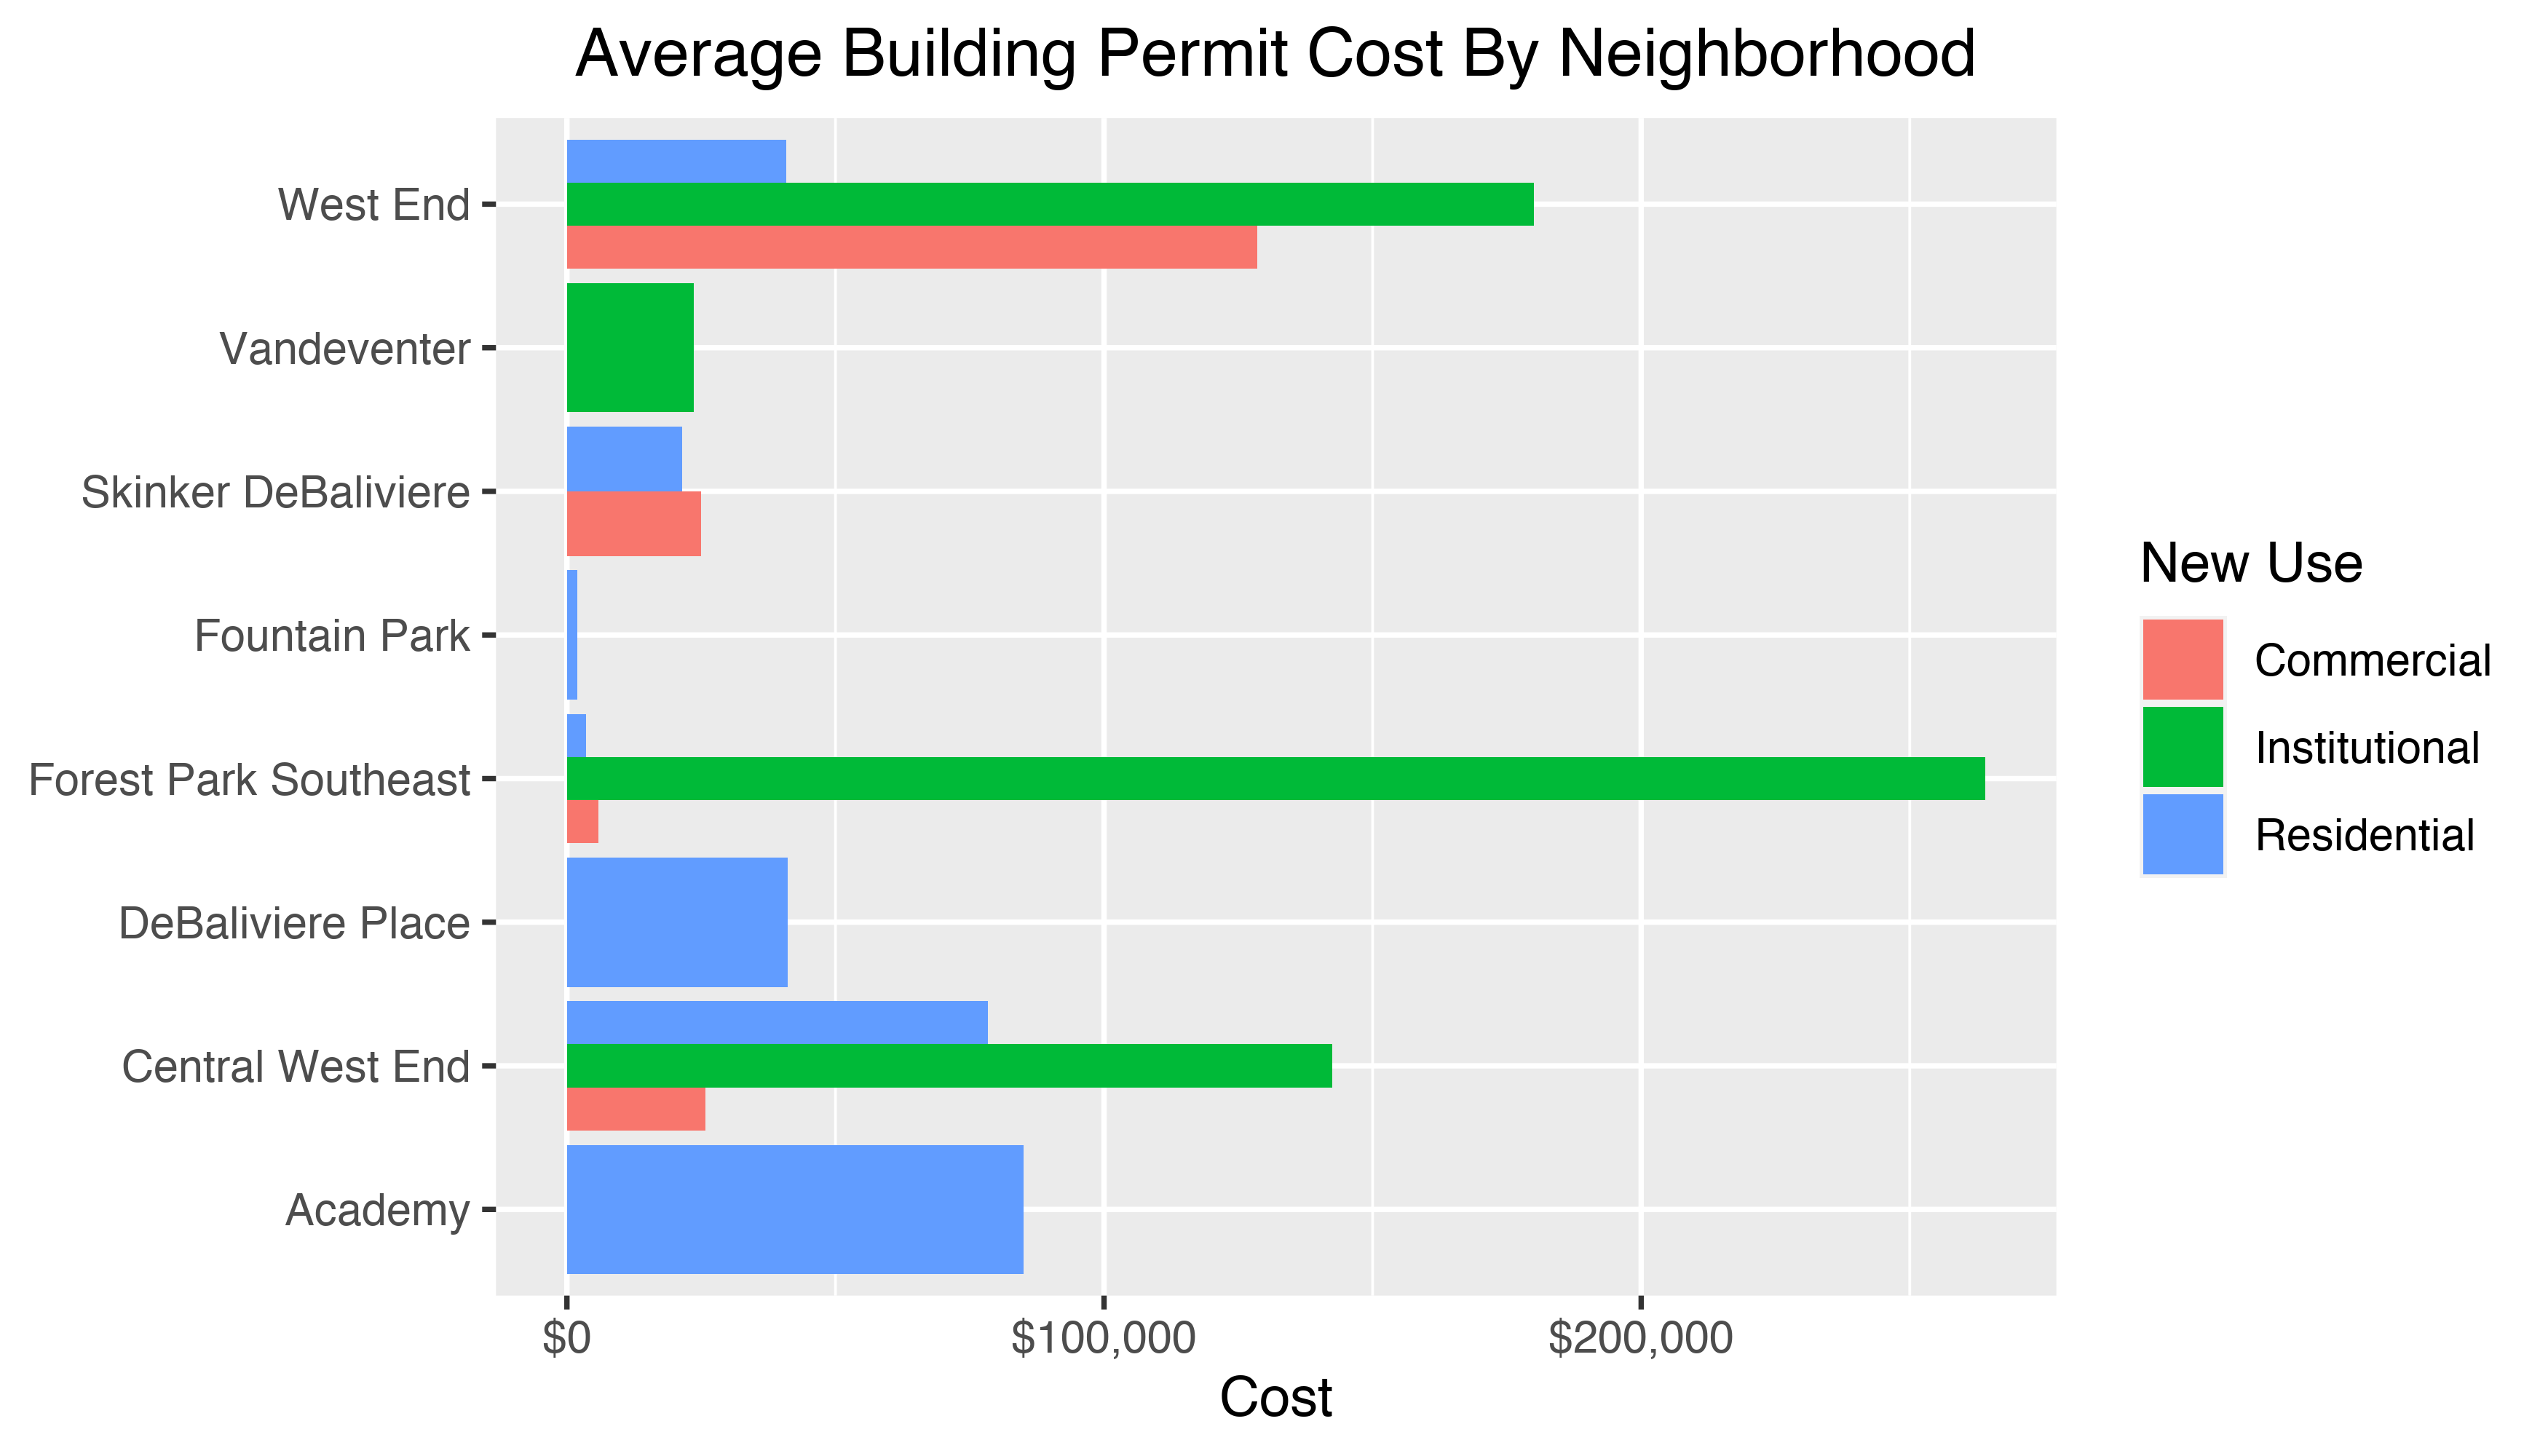 Average Building Permit Cost By Neighborhood
West End
Vandeventer
Skinker DeBaliviere
Fountain Park
Forest Park Southeast
DeBaliviere Place
Central West End
Academy
$0 $100,000 $200,000
Cost
New Use
Commercial
Institutional
Residential